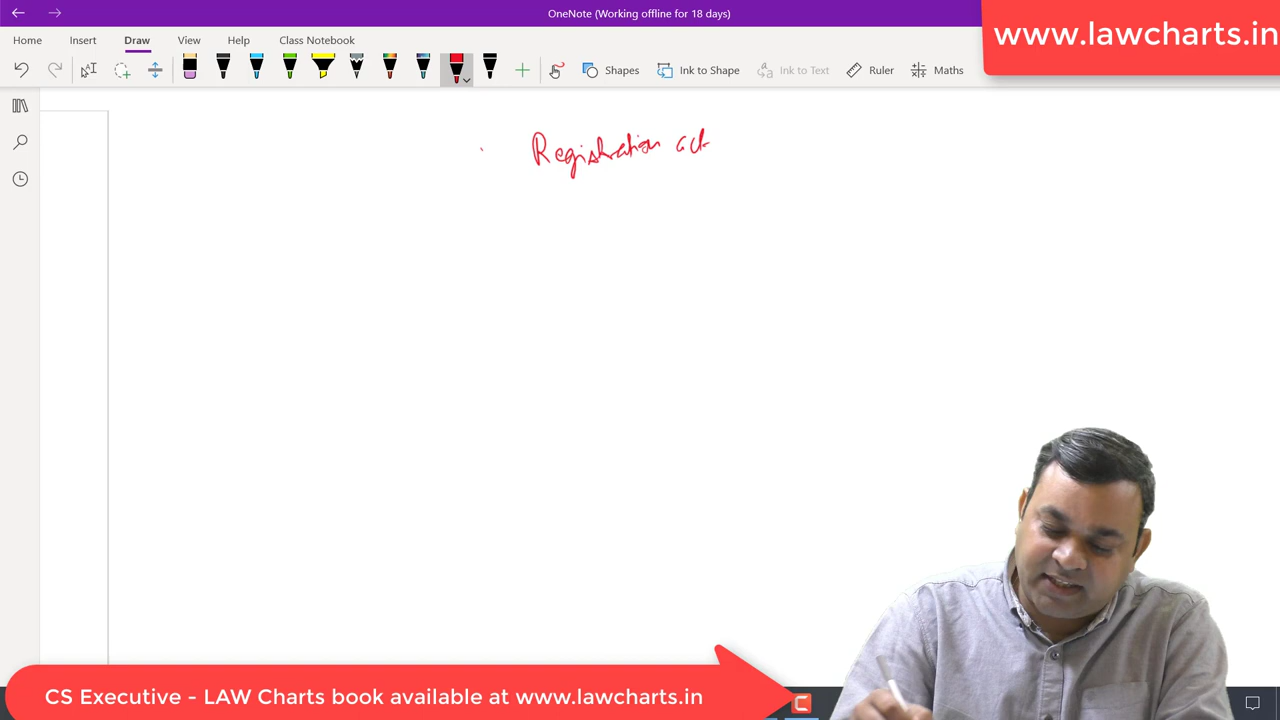 OneNote (Working offline for 18 days)
www.lawcharts.in
Home Insert Draw View Help Class Notebook
Shapes Ink to Shape Ink to Text Ruler Maths
Registration act
CS Executive - LAW Charts book available at www.lawcharts.in